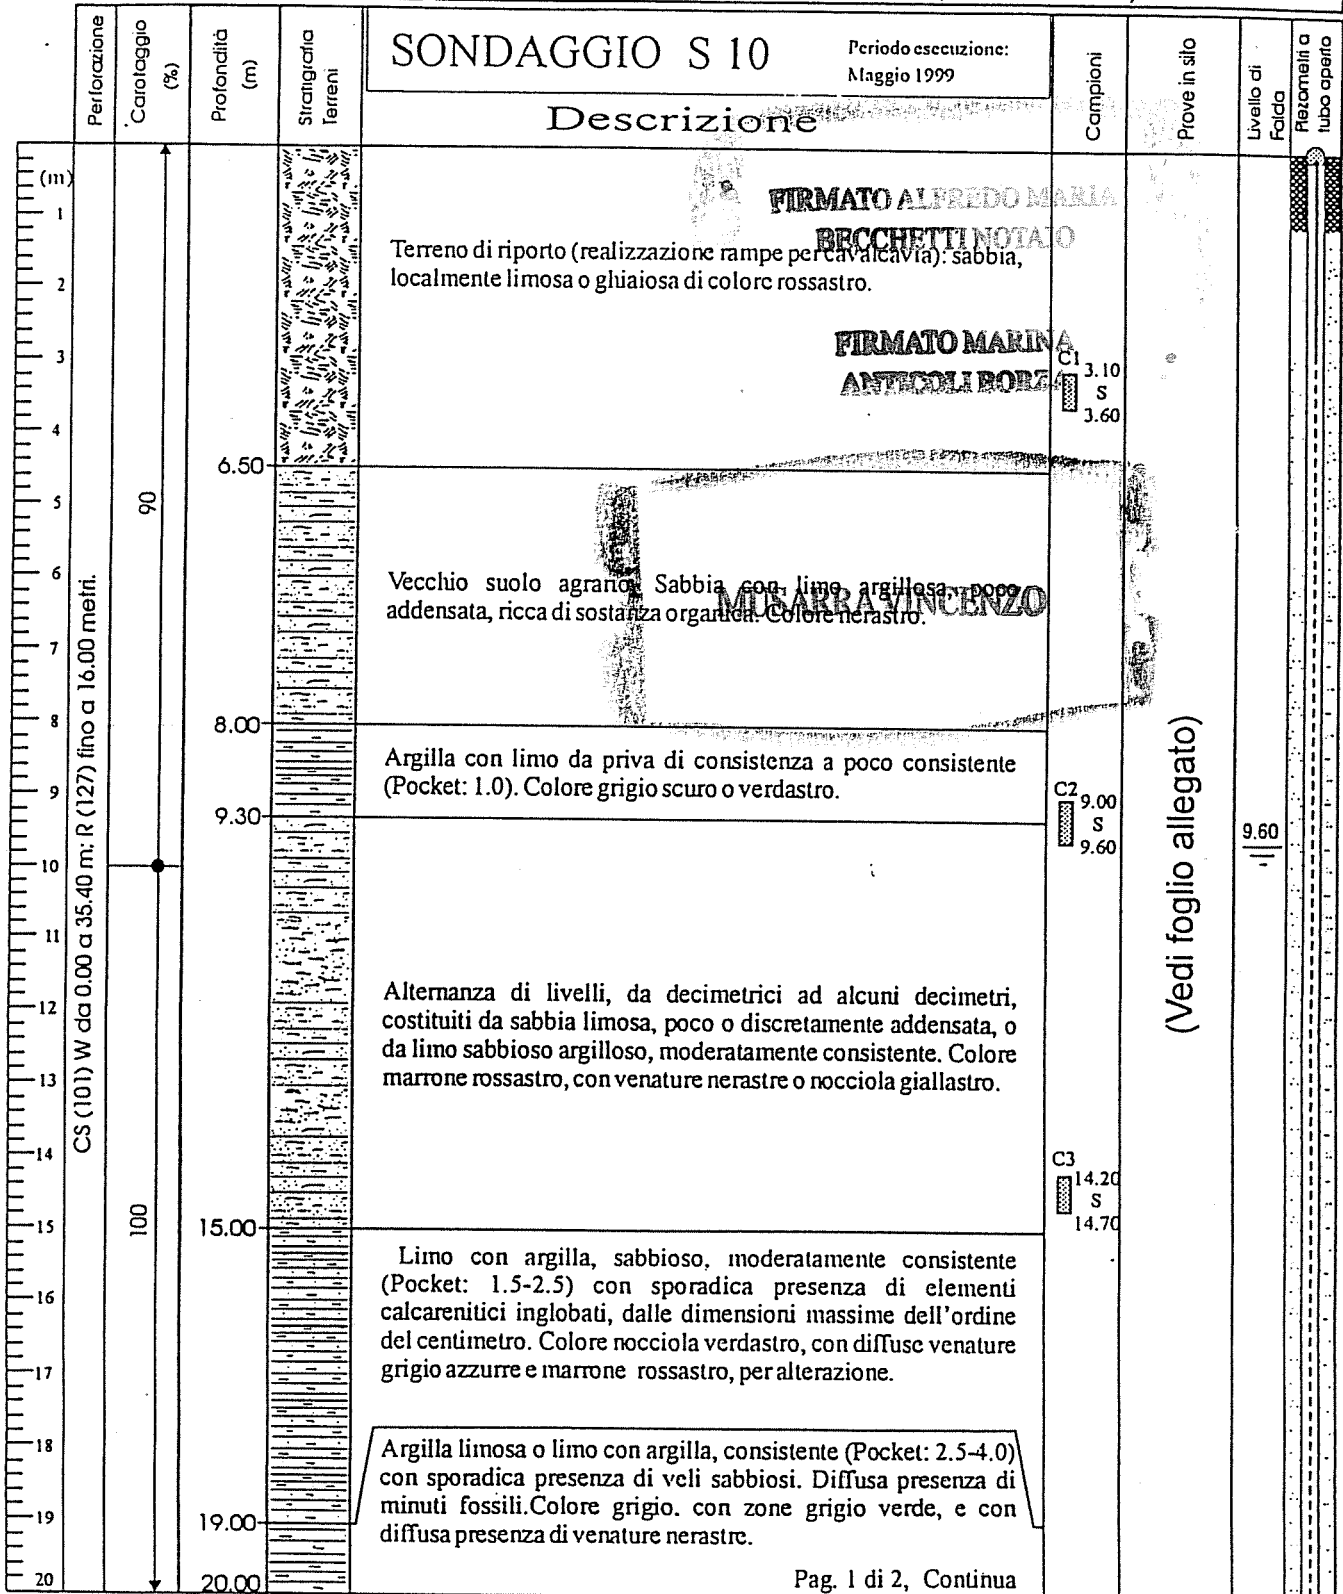 Perforazione
Carotaggio
(%)
Profondità
(m)
Stratigrafia
Terreni
SONDAGGIO S 10
Periodo esecuzione:
Maggio 1999
Descrizione
Campioni
Prove in sito
Livello di
Falda
Piezometri a
tubo aperto
(m)
1
2
3
4
5
6
7
8
9
10
11
12
13
14
15
16
17
18
19
20
CS (101) W da 0.00 a 35.40 m; R (127) fino a 16.00 metri.
90
100
6.50
8.00
9.30
15.00
19.00
20.00
FIRMATO ALFREDO MARIA
BECCHETTI NOTAIO
Terreno di riporto (realizzazione rampe per cavalcavia): sabbia,
localmente limosa o ghiaiosa di colore rossastro.
FIRMATO MARINA
ANTICOLI BORZA
C1
3.10
S
3.60
Vecchio suolo agrario. Sabbia con limo argillosa, poco
addensata, ricca di sostanza organica. Colore nerastro.
MUSARRA VINCENZO
Argilla con limo da priva di consistenza a poco consistente
(Pocket: 1.0). Colore grigio scuro o verdastro.
C2
9.00
S
9.60
(Vedi foglio allegato)
9.60
Alternanza di livelli, da decimetrici ad alcuni decimetri,
costituiti da sabbia limosa, poco o discretamente addensata, o
da limo sabbioso argilloso, moderatamente consistente. Colore
marrone rossastro, con venature nerastre o nocciola giallastro.
C3
14.20
S
14.70
Limo con argilla, sabbioso, moderatamente consistente
(Pocket: 1.5-2.5) con sporadica presenza di elementi
calcarenitici inglobati, dalle dimensioni massime dell'ordine
del centimetro. Colore nocciola verdastro, con diffuse venature
grigio azzurre e marrone rossastro, per alterazione.
Argilla limosa o limo con argilla, consistente (Pocket: 2.5-4.0)
con sporadica presenza di veli sabbiosi. Diffusa presenza di
minuti fossili.Colore grigio. con zone grigio verde, e con
diffusa presenza di venature nerastre.
Pag. 1 di 2, Continua